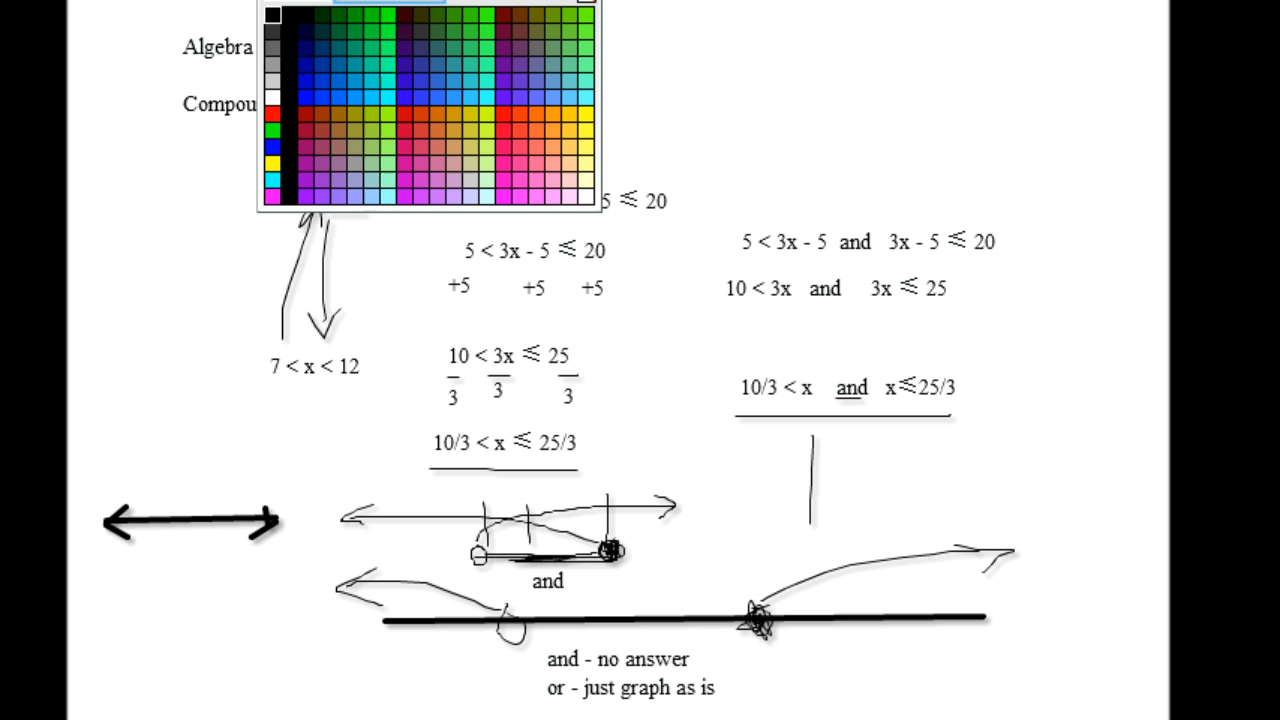 Algebra
Compou
5 ≤ 20
5 < 3x - 5 ≤ 20
+5 +5 +5
10 < 3x ≤ 25
3 3 3
10/3 < x ≤ 25/3
7 < x < 12
5 < 3x - 5 and 3x - 5 ≤ 20
10 < 3x and 3x ≤ 25
10/3 < x and x≤25/3
and
and - no answer
or - just graph as is